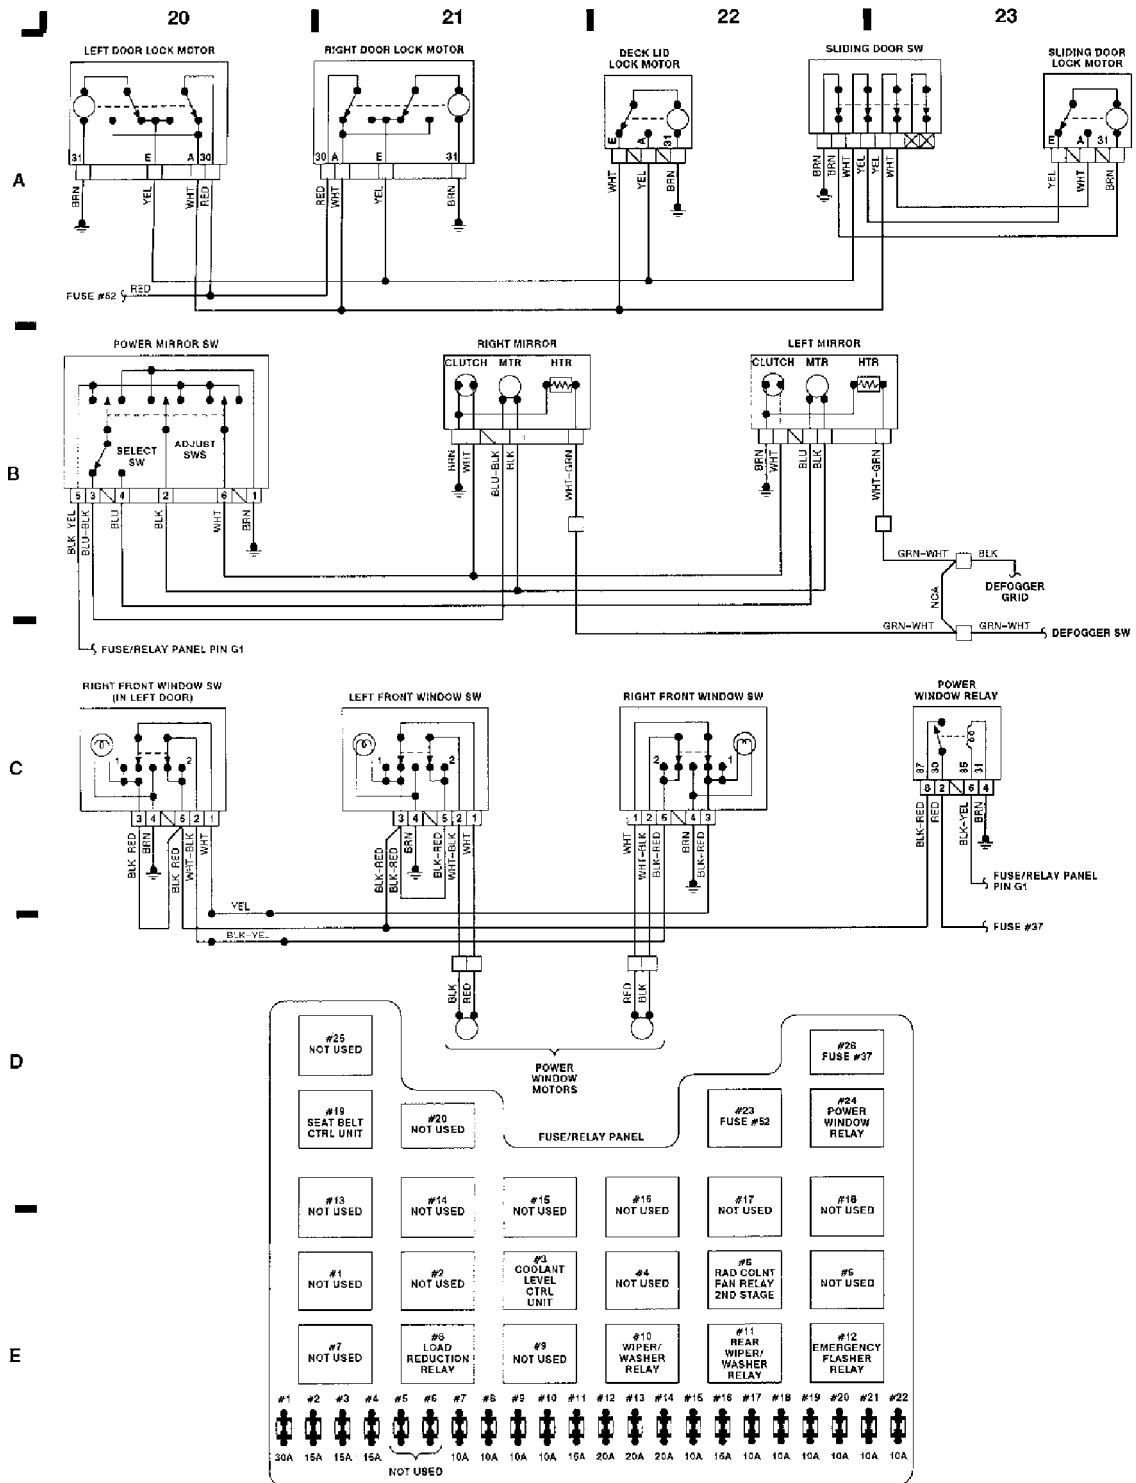 20 21 22 23
LEFT DOOR LOCK MOTOR
RIGHT DOOR LOCK MOTOR
DECK LID
LOCK MOTOR
SLIDING DOOR SW
SLIDING DOOR
LOCK MOTOR
31 E A 30
30 A E 31
E A 31
E A 31
A
BRN YEL WHT RED
RED WHT YEL BRN
WHT YEL BRN
BRN BRN WHT YEL YEL WHT
YEL WHT BRN
FUSE #52 RED
POWER MIRROR SW
RIGHT MIRROR
LEFT MIRROR
CLUTCH MTR HTR
CLUTCH MTR HTR
SELECT
SW
ADJUST
SWS
B
5 3 4 2 6 1
BLK YEL BLU-BLK BLU BLK WHT BRN
BRN WHT BLU-BLK BLK WHT-GRN
BRN WHT BLU BLK WHT-GRN
GRN-WHT BLK
DEFOGGER
GRID
NCA
GRN-WHT GRN-WHT DEFOGGER SW
FUSE/RELAY PANEL PIN G1
RIGHT FRONT WINDOW SW
(IN LEFT DOOR)
LEFT FRONT WINDOW SW
RIGHT FRONT WINDOW SW
POWER
WINDOW RELAY
C
1 2
1 2
2 1
87 30 85 31
3 4 5 2 1
3 4 5 2 1
1 2 5 4 3
8 2 6 4
BLK RED BRN BLK RED WHT-BLK WHT
BLK-RED BLK-RED BRN BLK-RED WHT-BLK WHT
WHT WHT-BLK BLK-RED BRN BLK-RED
BLK-RED RED BLK-YEL BRN
FUSE/RELAY PANEL
PIN G1
YEL
FUSE #37
BLK-YEL
BLK RED
RED BLK
D
POWER
WINDOW
MOTORS
#25
NOT USED
#26
FUSE #37
#19
SEAT BELT
CTRL UNIT
#20
NOT USED
FUSE/RELAY PANEL
#23
FUSE #52
#24
POWER
WINDOW
RELAY
#13
NOT USED
#14
NOT USED
#15
NOT USED
#16
NOT USED
#17
NOT USED
#18
NOT USED
#1
NOT USED
#2
NOT USED
#3
COOLANT
LEVEL
CTRL
UNIT
#4
NOT USED
#5
RAD COLNT
FAN RELAY
2ND STAGE
#6
NOT USED
E
#7
NOT USED
#8
LOAD
REDUCTION
RELAY
#9
NOT USED
#10
WIPER/
WASHER
RELAY
#11
REAR
WIPER/
WASHER
RELAY
#12
EMERGENCY
FLASHER
RELAY
#1 #2 #3 #4 #5 #6 #7 #8 #9 #10 #11 #12 #13 #14 #15 #16 #17 #18 #19 #20 #21 #22
30A 15A 15A 15A 10A 10A 10A 10A 15A 20A 20A 20A 10A 15A 10A 10A 10A 10A 10A 10A
NOT USED